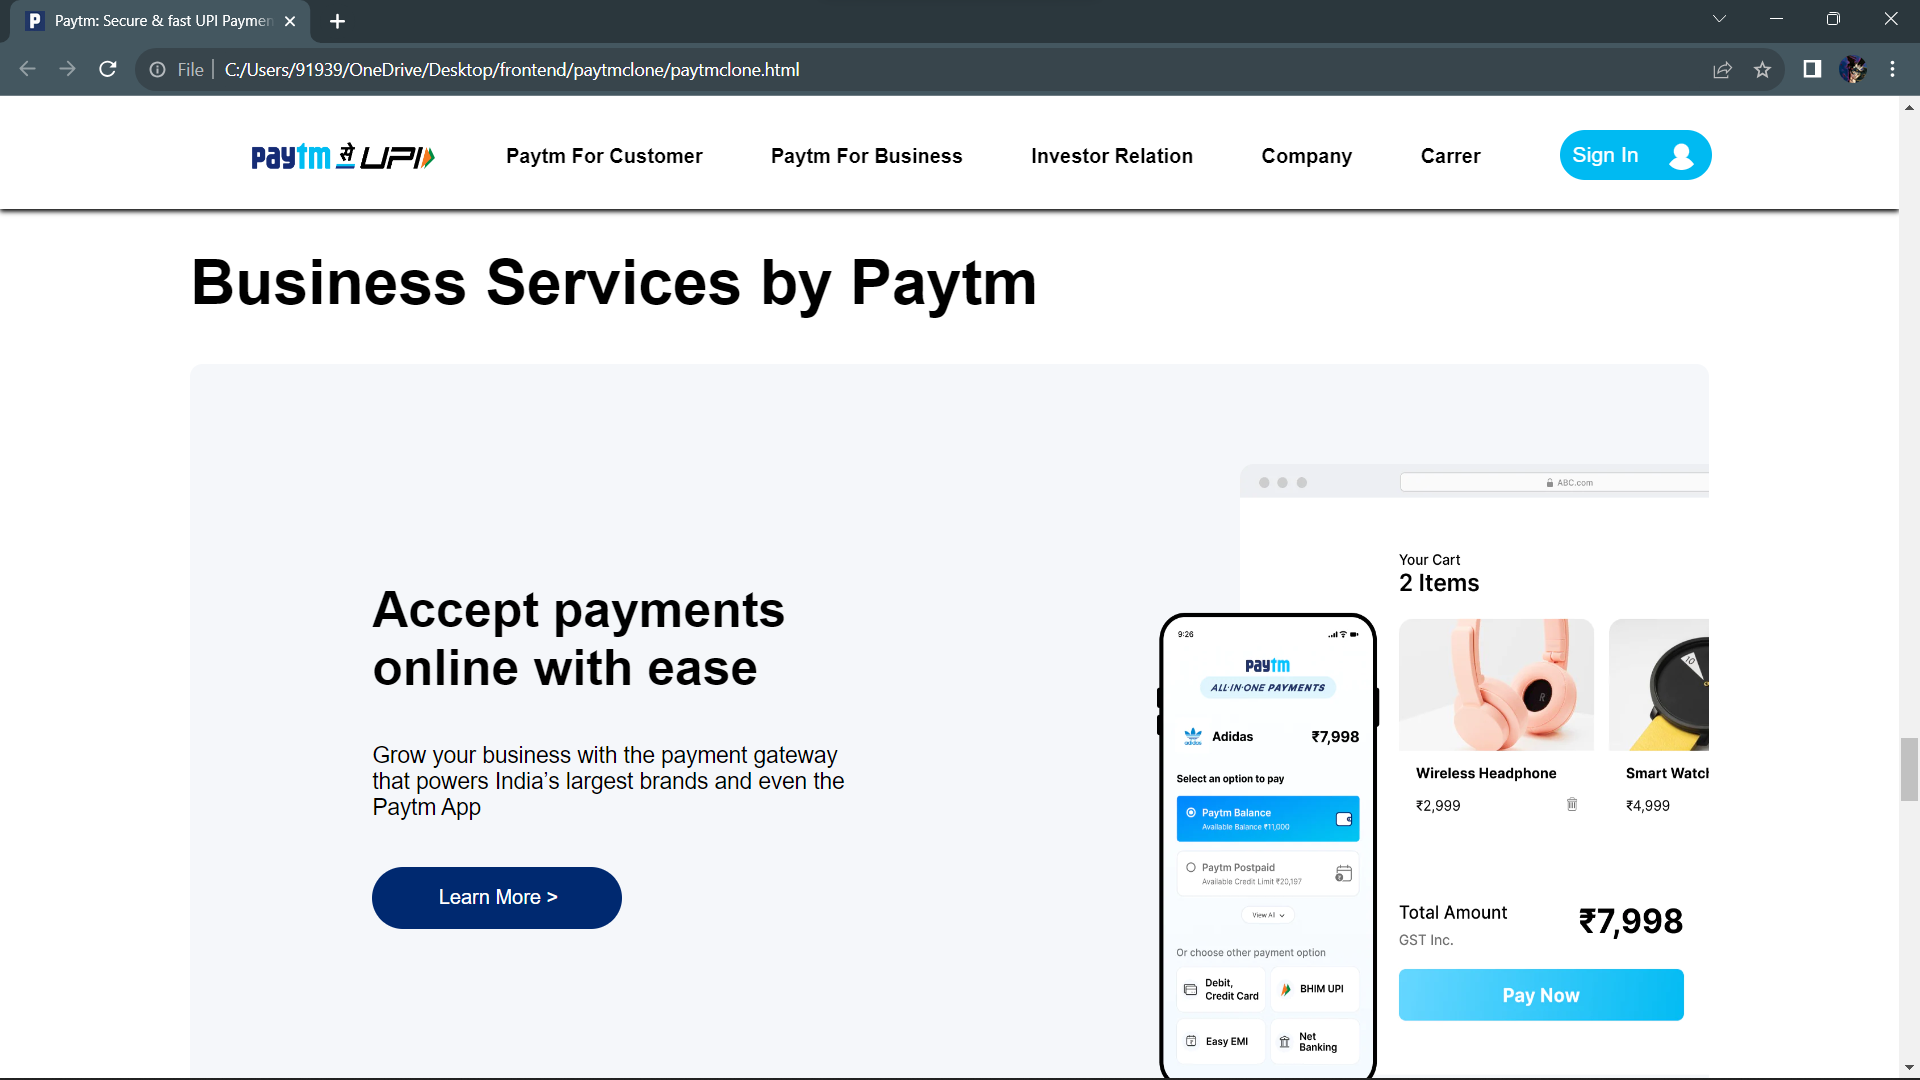 P Paytm: Secure & fast UPI Paymen
File C:/Users/91939/OneDrive/Desktop/frontend/paytmclone/paytmclone.html
paytm से UPI Paytm For Customer Paytm For Business Investor Relation Company Carrer Sign In
Business Services by Paytm
Accept payments
online with ease
Grow your business with the payment gateway
that powers India’s largest brands and even the
Paytm App
Learn More >
ABC.com
Your Cart
2 Items
Wireless Headphone
₹2,999
Smart Watch
₹4,999
Total Amount
GST Inc.
₹7,998
Pay Now
9:26
paytm
ALL-IN-ONE PAYMENTS
adidas Adidas ₹7,998
Select an option to pay
Paytm Balance
Available Balance ₹11,000
Paytm Postpaid
Available Credit Limit ₹20,197
View All
Or choose other payment option
Debit,
Credit Card
BHIM UPI
Easy EMI
Net
Banking